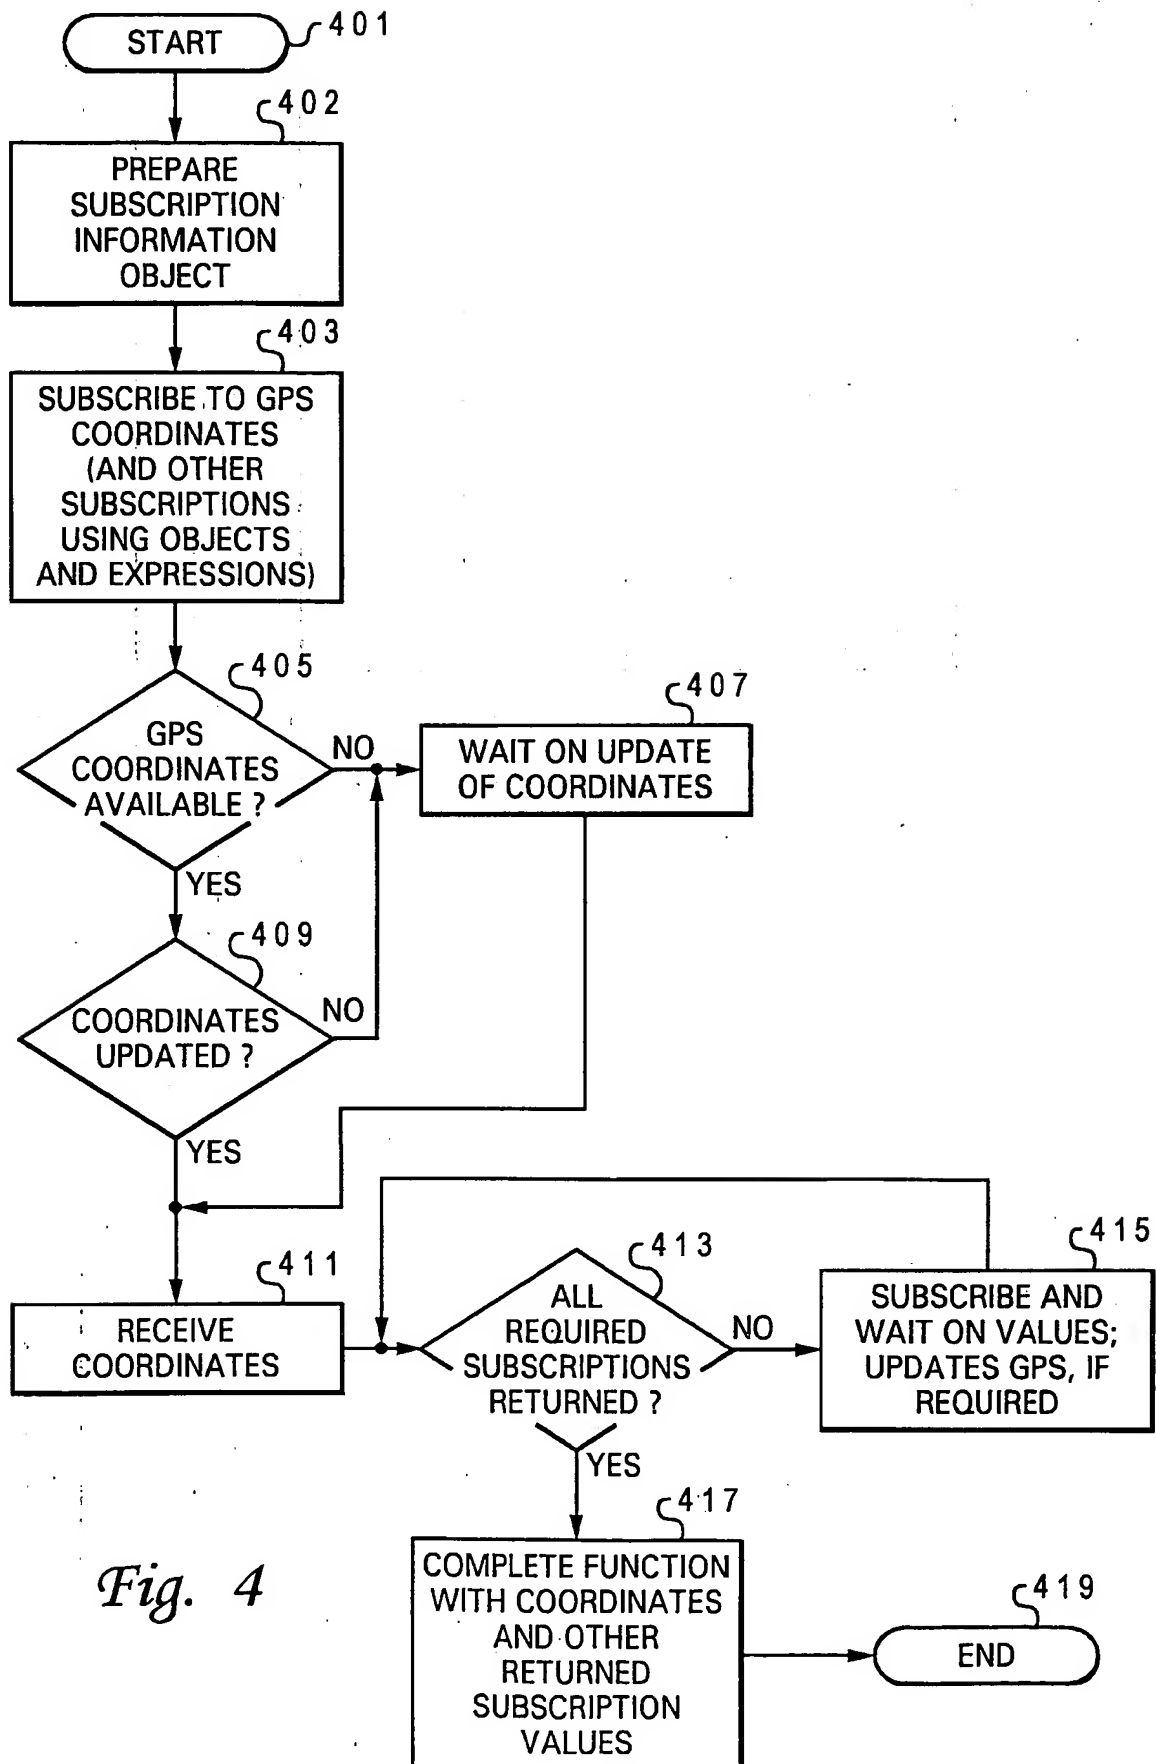 START
401
402
PREPARE
SUBSCRIPTION
INFORMATION
OBJECT
403
SUBSCRIBE TO GPS
COORDINATES
(AND OTHER
SUBSCRIPTIONS
USING OBJECTS
AND EXPRESSIONS)
405
GPS
COORDINATES
AVAILABLE ?
NO
YES
407
WAIT ON UPDATE
OF COORDINATES
409
COORDINATES
UPDATED ?
NO
YES
411
RECEIVE
COORDINATES
413
ALL
REQUIRED
SUBSCRIPTIONS
RETURNED ?
NO
YES
415
SUBSCRIBE AND
WAIT ON VALUES;
UPDATES GPS, IF
REQUIRED
417
COMPLETE FUNCTION
WITH COORDINATES
AND OTHER
RETURNED
SUBSCRIPTION
VALUES
419
END
Fig. 4